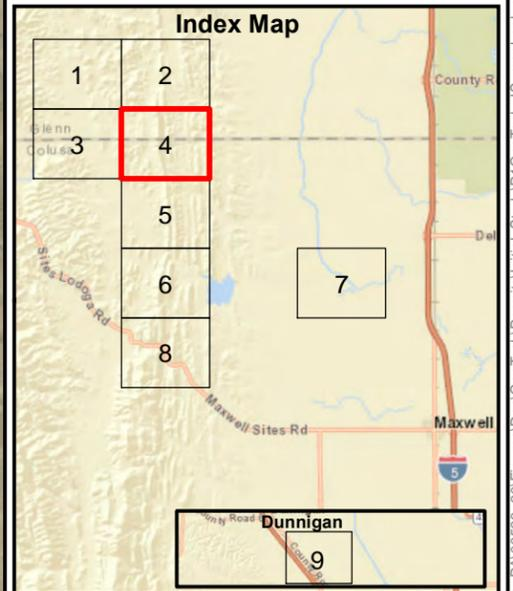 Index Map
1
2
County R
Glenn
Colusa
3
4
5
Del
Sites Lodoga Rd
6
7
8
Maxwell Sites Rd
Maxwell
5
Dunnigan
County Road
9
County R